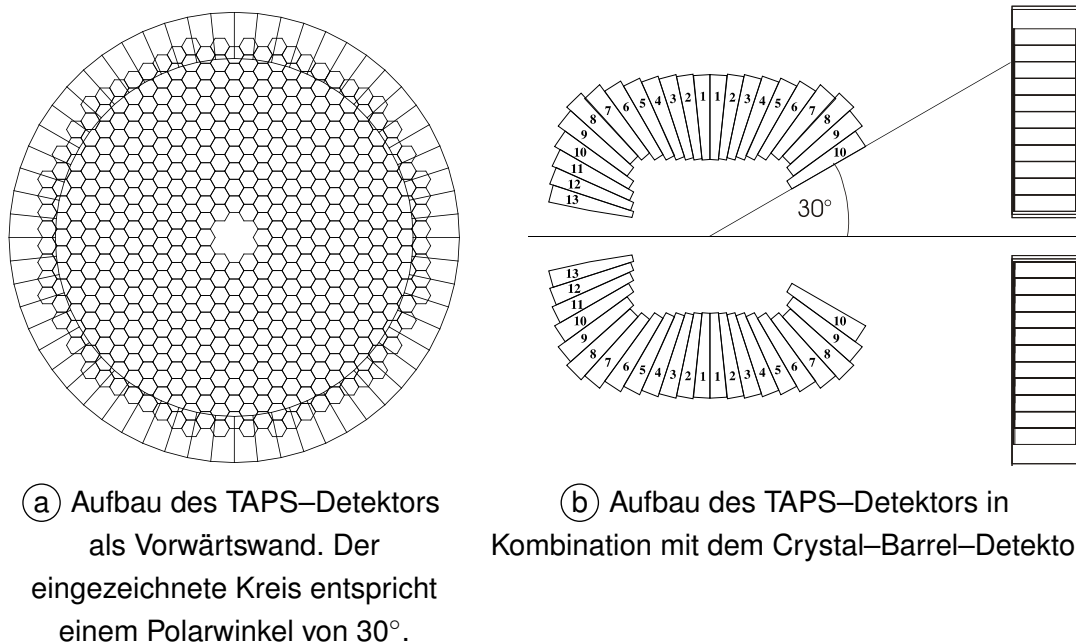 13 12 11 10 9 8 7 6 5 4 3 2 1 1 2 3 4 5 6 7 8 9 10
30°
13 12 11 10 9 8 7 6 5 4 3 2 1 1 2 3 4 5 6 7 8 9 10
a Aufbau des TAPS–Detektors
als Vorwärtswand. Der
eingezeichnete Kreis entspricht
einem Polarwinkel von 30°.
b Aufbau des TAPS–Detektors in
Kombination mit dem Crystal–Barrel–Detekto